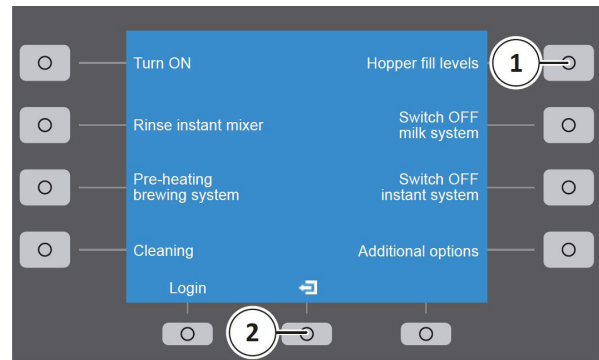 Turn ON
Hopper fill levels
1
Rinse instant mixer
Switch OFF
milk system
Pre-heating
brewing system
Switch OFF
instant system
Cleaning
Additional options
Login
2